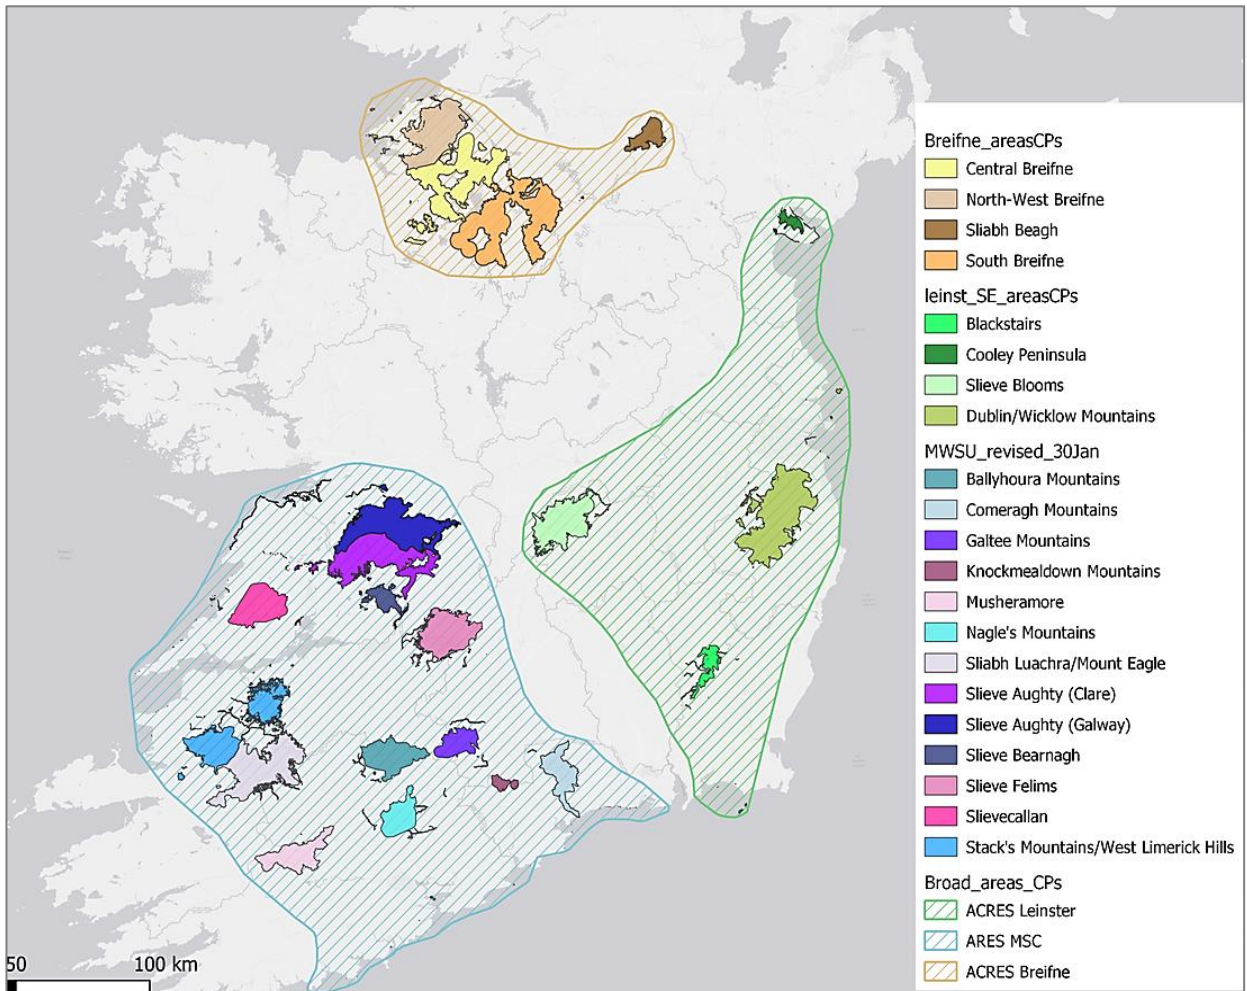 Breifne_areasCPs
Central Breifne
North-West Breifne
Sliabh Beagh
South Breifne
leinst_SE_areasCPs
Blackstairs
Cooley Peninsula
Slieve Blooms
Dublin/Wicklow Mountains
MWSU_revised_30Jan
Ballyhoura Mountains
Comeragh Mountains
Galtee Mountains
Knockmealdown Mountains
Musheramore
Nagle's Mountains
Sliabh Luachra/Mount Eagle
Slieve Aughty (Clare)
Slieve Aughty (Galway)
Slieve Bearnagh
Slieve Felims
Slievecallan
Stack's Mountains/West Limerick Hills
Broad_areas_CPs
ACRES Leinster
ARES MSC
ACRES Breifne
50 100 km